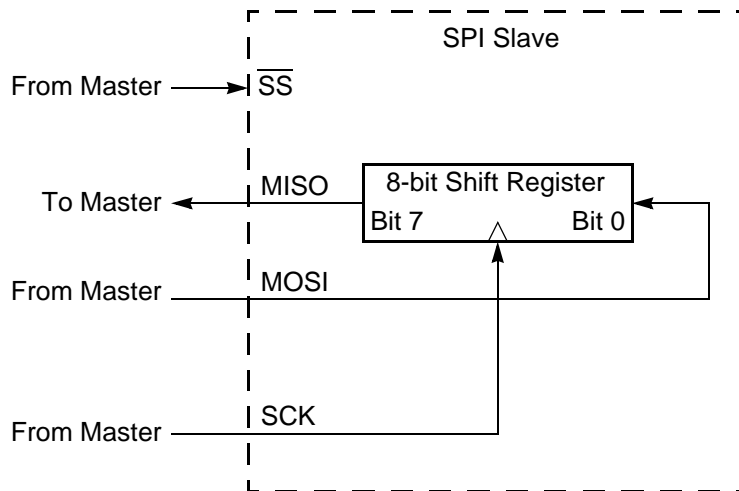 SPI Slave
From Master
SS
To Master
MISO
8-bit Shift Register
Bit 7
Bit 0
From Master
MOSI
From Master
SCK